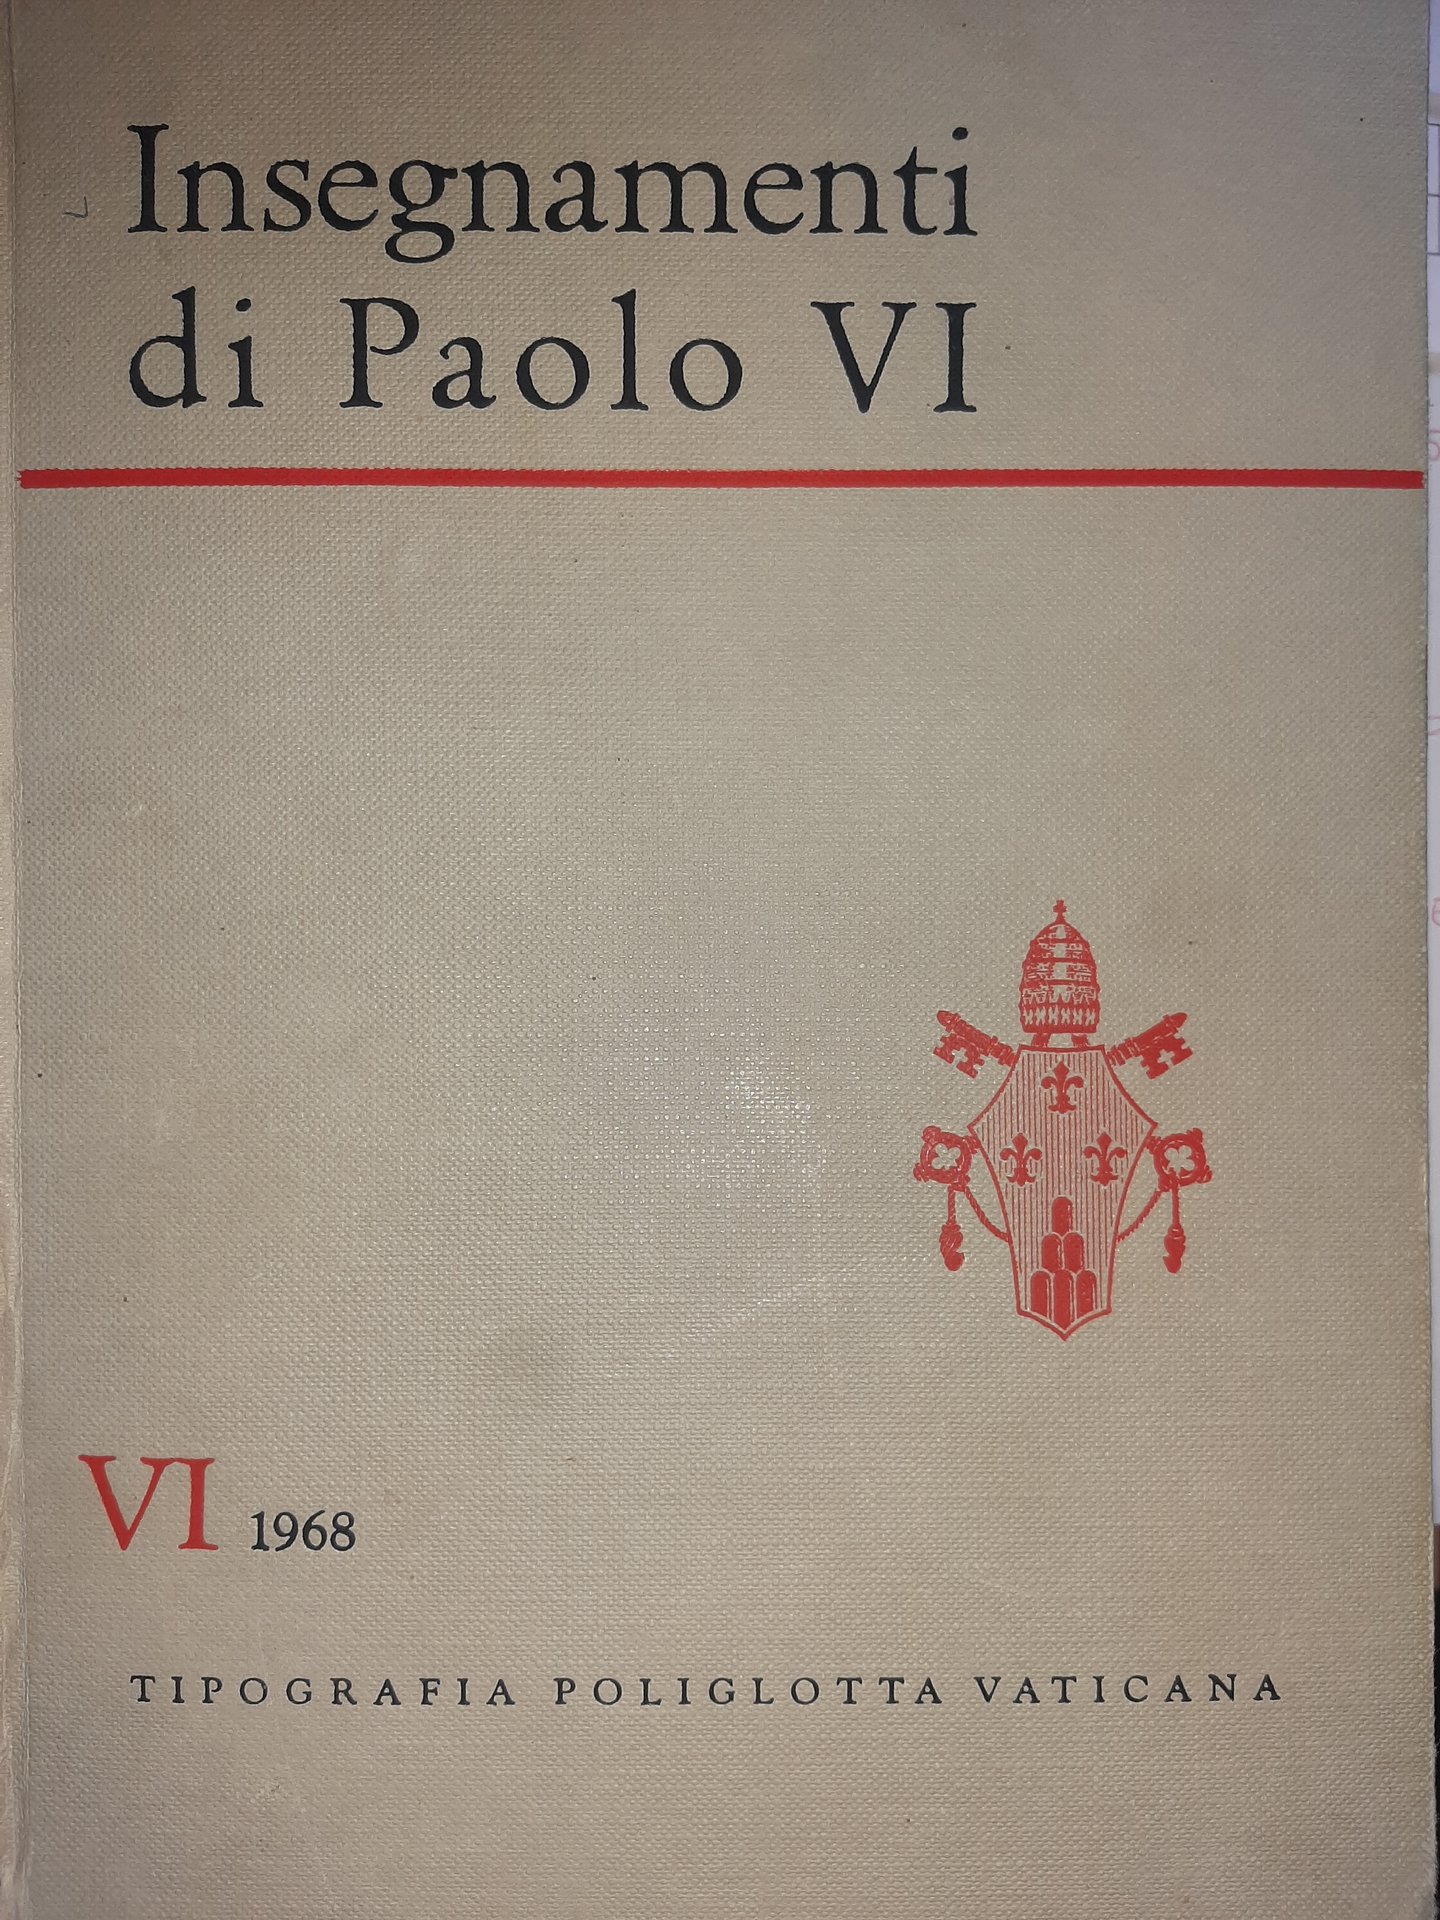 Insegnamenti
di Paolo VI
VI 1968
TIPOGRAFIA POLIGLOTTA VATICANA